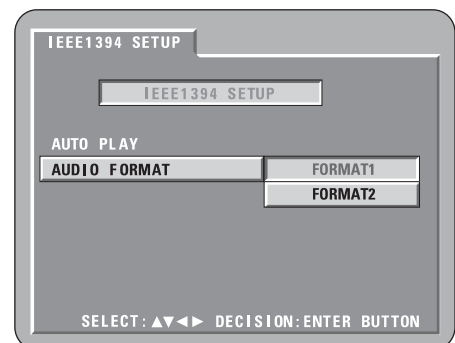 IEEE1394 SETUP
IEEE1394 SETUP
AUTO PLAY
AUDIO FORMAT FORMAT1
FORMAT2
SELECT:▲▼◄► DECISION:ENTER BUTTON